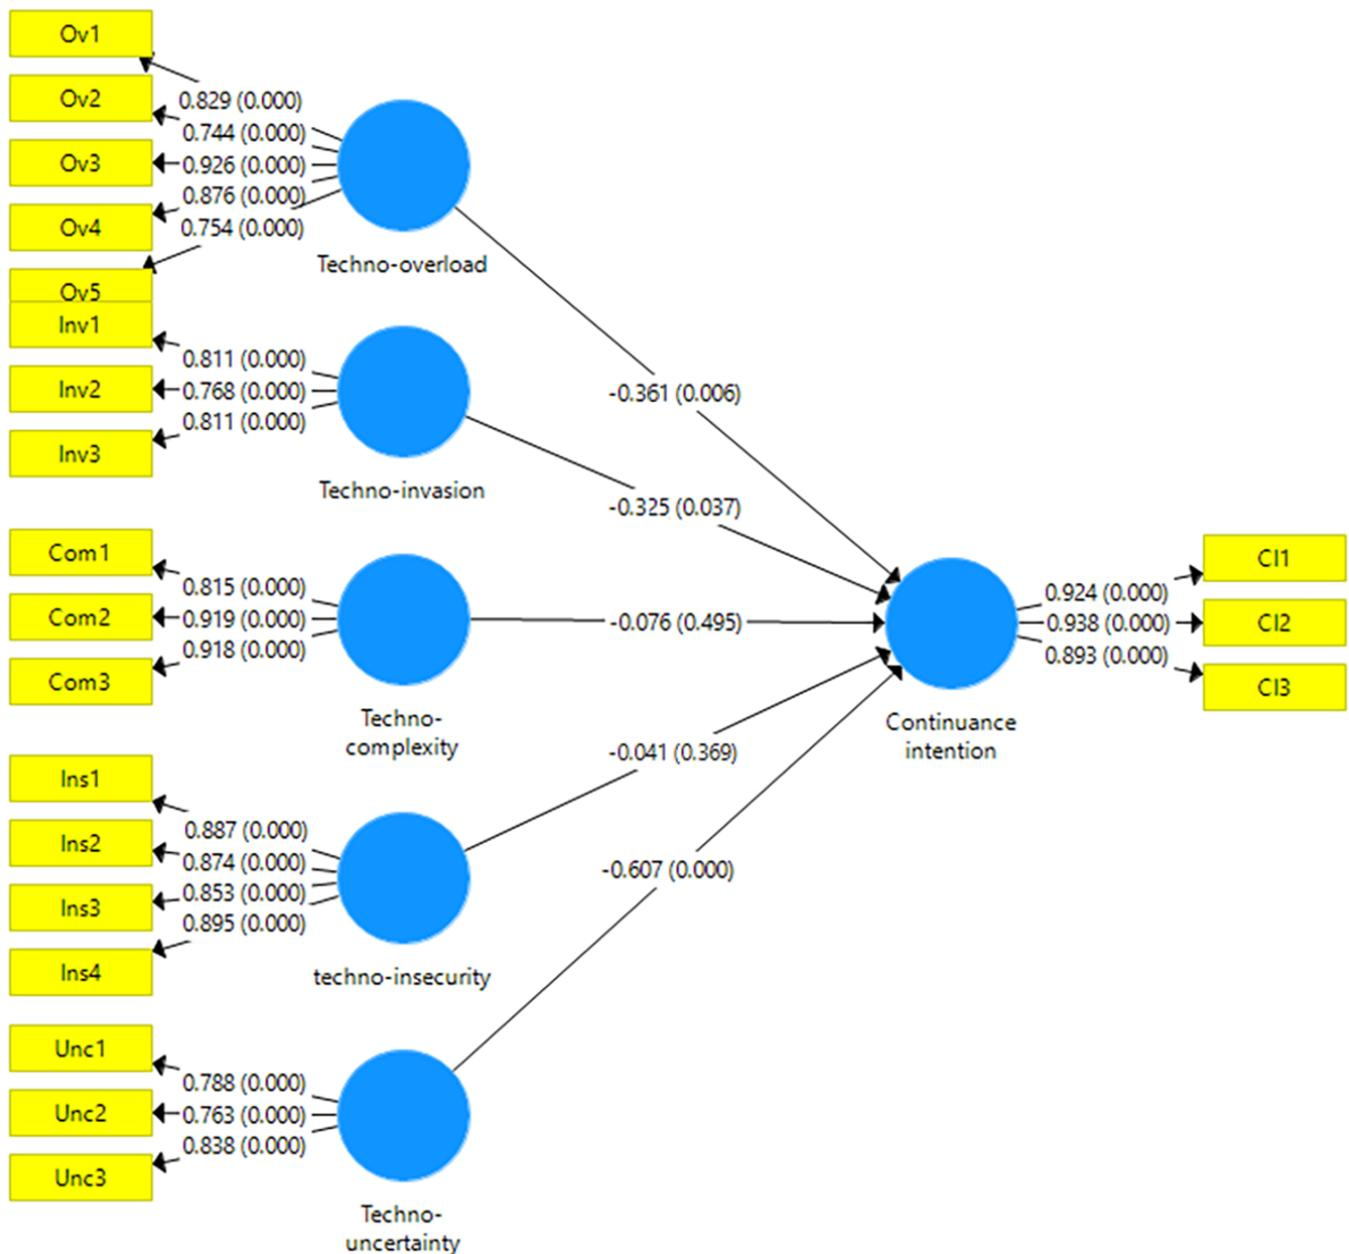 Ov1
Ov2
Ov3
Ov4
Ov5
0.829 (0.000)
0.744 (0.000)
0.926 (0.000)
0.876 (0.000)
0.754 (0.000)
Techno-overload
Inv1
Inv2
Inv3
0.811 (0.000)
0.768 (0.000)
0.811 (0.000)
Techno-invasion
Com1
Com2
Com3
0.815 (0.000)
0.919 (0.000)
0.918 (0.000)
Techno-
complexity
Ins1
Ins2
Ins3
Ins4
0.887 (0.000)
0.874 (0.000)
0.853 (0.000)
0.895 (0.000)
techno-insecurity
Unc1
Unc2
Unc3
0.788 (0.000)
0.763 (0.000)
0.838 (0.000)
Techno-
uncertainty
-0.361 (0.006)
-0.325 (0.037)
-0.076 (0.495)
-0.041 (0.369)
-0.607 (0.000)
Continuance
intention
0.924 (0.000)
0.938 (0.000)
0.893 (0.000)
CI1
CI2
CI3